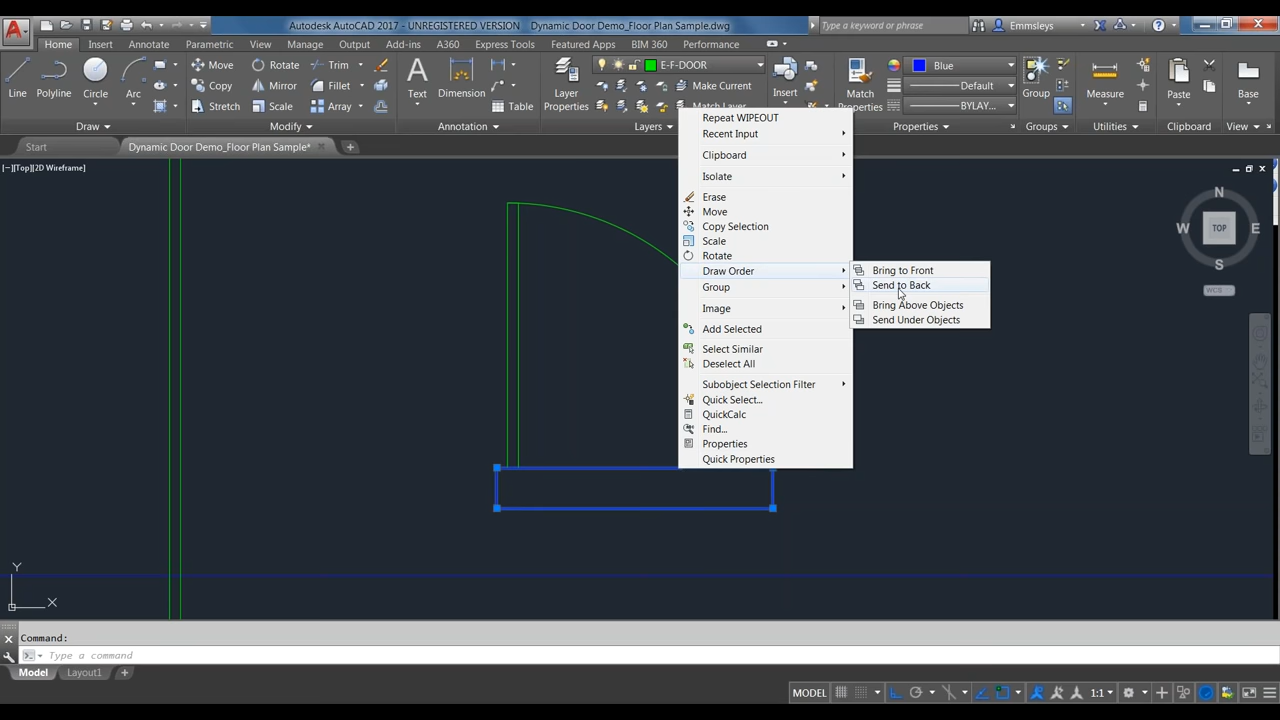 Autodesk AutoCAD 2017 - UNREGISTERED VERSION Dynamic Door Demo_Floor Plan Sample.dwg
Type a keyword or phrase
Emmsleys
Home Insert Annotate Parametric View Manage Output Add-ins A360 Express Tools Featured Apps BIM 360 Performance
Line Polyline Circle Arc
Move Rotate Trim
Copy Mirror Fillet
Stretch Scale Array
Text Dimension Table
Layer Properties
E-F-DOOR
Make Current
Match Layer
Insert
Match Properties
Blue
Default
BYLAY...
Group Measure Paste Base
Draw Modify Annotation Layers Properties Groups Utilities Clipboard View
Start Dynamic Door Demo_Floor Plan Sample*
[−][Top][2D Wireframe]
Repeat WIPEOUT
Recent Input
Clipboard
Isolate
Erase
Move
Copy Selection
Scale
Rotate
Draw Order
Group
Image
Add Selected
Select Similar
Deselect All
Subobject Selection Filter
Quick Select...
QuickCalc
Find...
Properties
Quick Properties
Bring to Front
Send to Back
Bring Above Objects
Send Under Objects
N
W TOP E
S
WCS
Y
X
Command:
Type a command
Model Layout1
MODEL 1:1